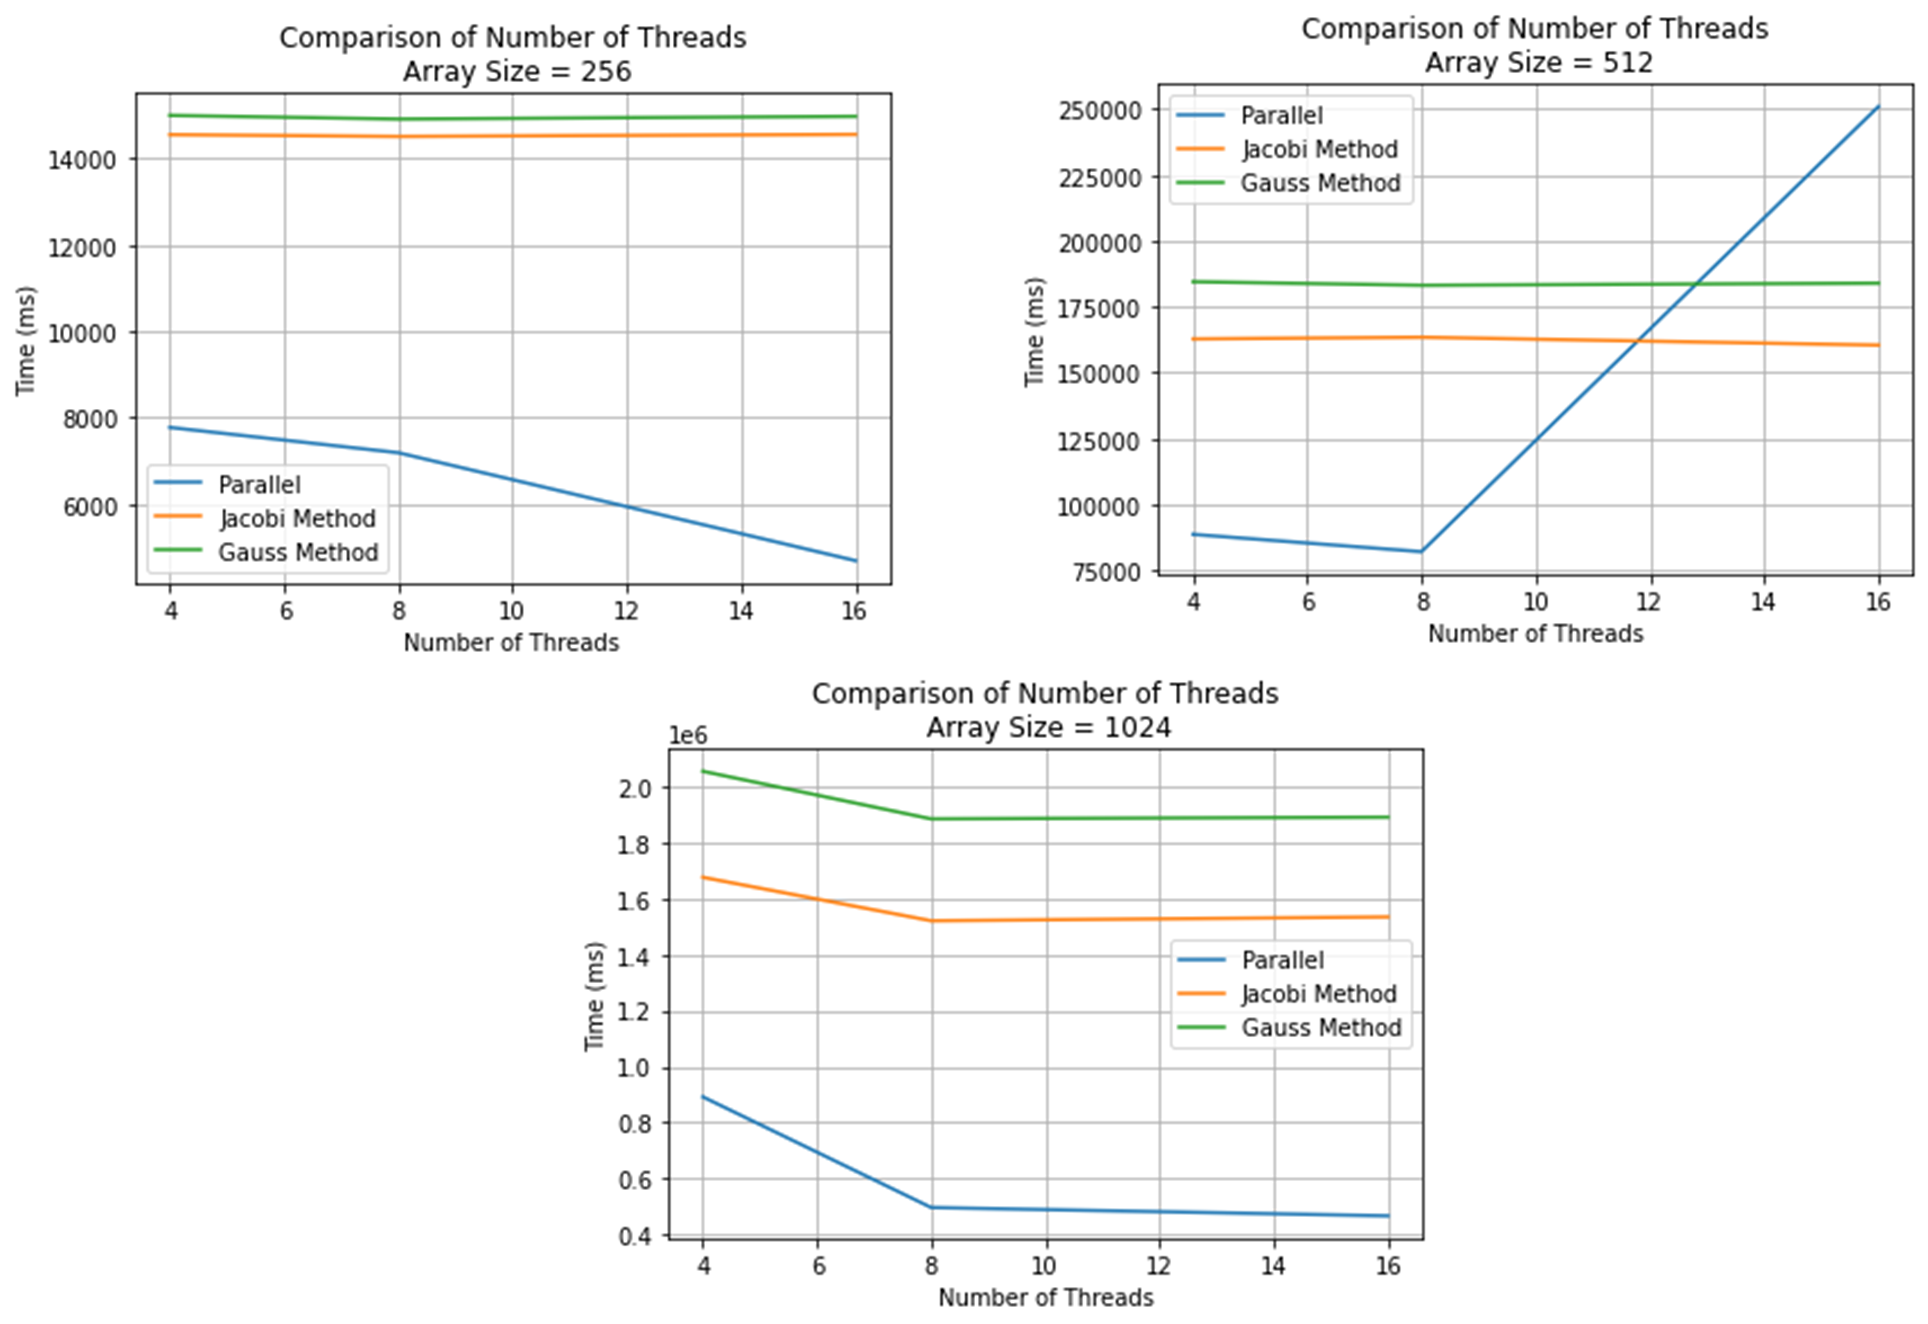 Comparison of Number of Threads
Array Size = 256
14000
12000
10000
8000
6000
Time (ms)
Parallel
Jacobi Method
Gauss Method
4 6 8 10 12 14 16
Number of Threads
Comparison of Number of Threads
Array Size = 512
250000
225000
200000
175000
150000
125000
100000
75000
Time (ms)
Parallel
Jacobi Method
Gauss Method
4 6 8 10 12 14 16
Number of Threads
Comparison of Number of Threads
Array Size = 1024
1e6
2.0
1.8
1.6
1.4
1.2
1.0
0.8
0.6
0.4
Time (ms)
Parallel
Jacobi Method
Gauss Method
4 6 8 10 12 14 16
Number of Threads